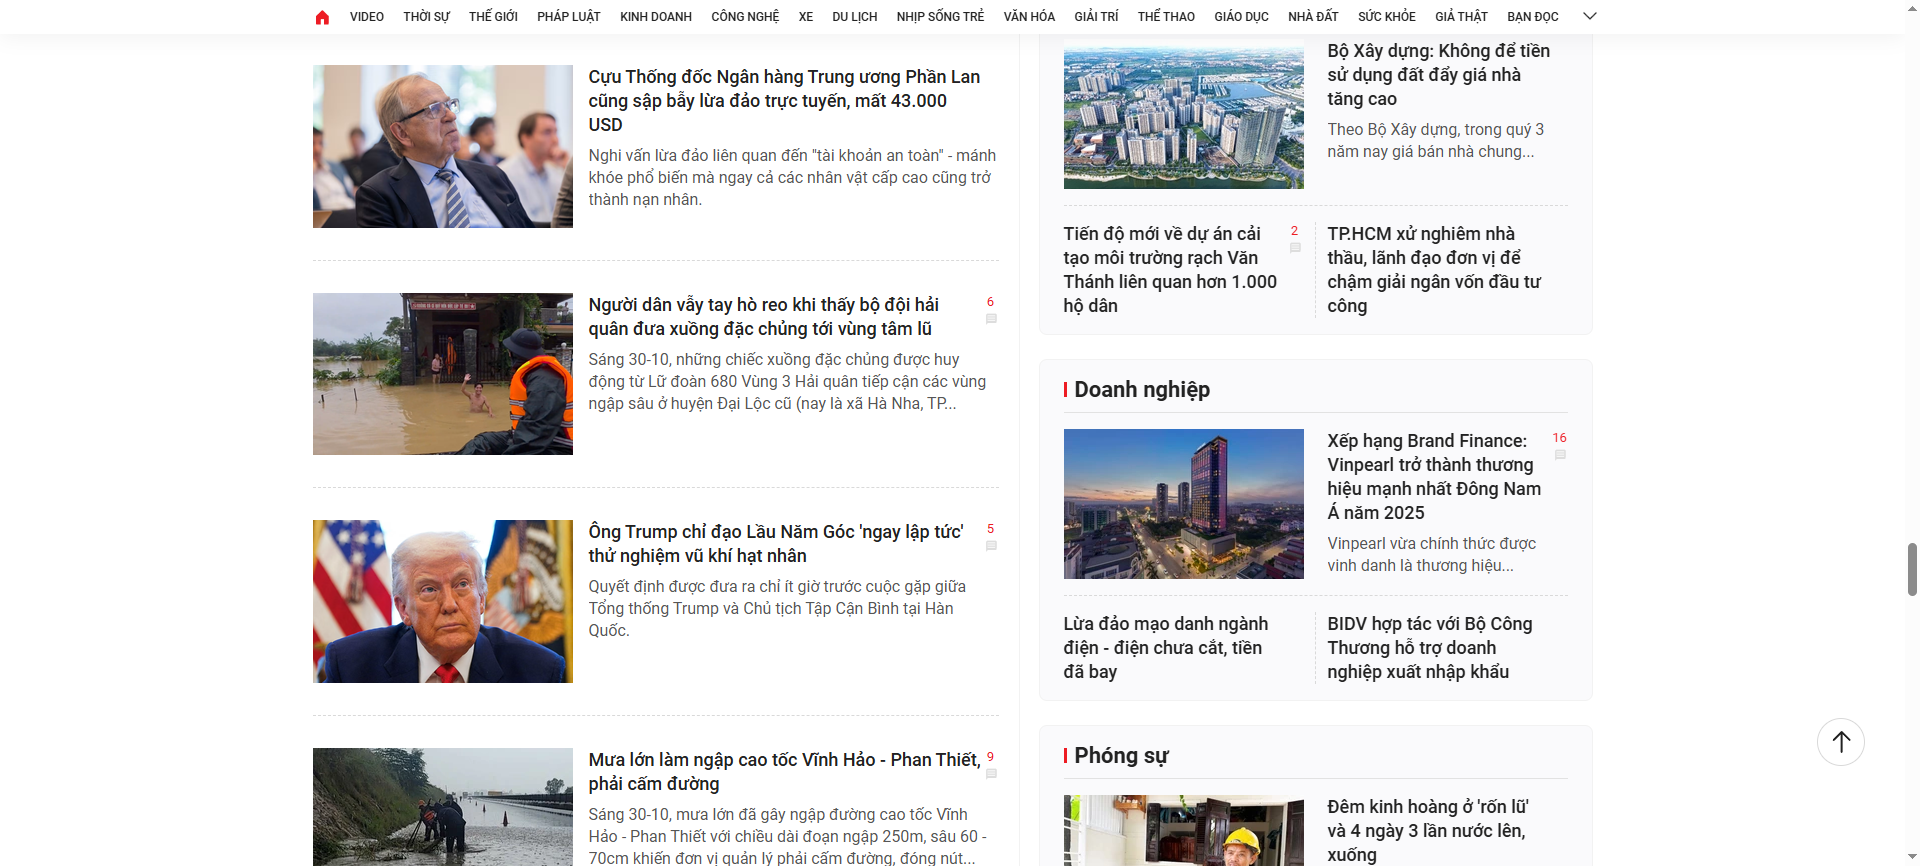 VIDEO THỜI SỰ THẾ GIỚI PHÁP LUẬT KINH DOANH CÔNG NGHỆ XE DU LỊCH NHỊP SỐNG TRẺ VĂN HÓA GIẢI TRÍ THỂ THAO GIÁO DỤC NHÀ ĐẤT SỨC KHỎE GIẢ THẬT BẠN ĐỌC
Cựu Thống đốc Ngân hàng Trung ương Phần Lan
cũng sập bẫy lừa đảo trực tuyến, mất 43.000
USD
Nghi vấn lừa đảo liên quan đến "tài khoản an toàn" - mánh
khóe phổ biến mà ngay cả các nhân vật cấp cao cũng trở
thành nạn nhân.
Người dân vẫy tay hò reo khi thấy bộ đội hải
quân đưa xuồng đặc chủng tới vùng tâm lũ
6
Sáng 30-10, những chiếc xuồng đặc chủng được huy
động từ Lữ đoàn 680 Vùng 3 Hải quân tiếp cận các vùng
ngập sâu ở huyện Đại Lộc cũ (nay là xã Hà Nha, TP...
Ông Trump chỉ đạo Lầu Năm Góc 'ngay lập tức'
thử nghiệm vũ khí hạt nhân
5
Quyết định được đưa ra chỉ ít giờ trước cuộc gặp giữa
Tổng thống Trump và Chủ tịch Tập Cận Bình tại Hàn
Quốc.
Mưa lớn làm ngập cao tốc Vĩnh Hảo - Phan Thiết,
phải cấm đường
9
Sáng 30-10, mưa lớn đã gây ngập đường cao tốc Vĩnh
Hảo - Phan Thiết với chiều dài đoạn ngập 250m, sâu 60 -
70cm khiến đơn vị quản lý phải cấm đường, đóng nút...
Bộ Xây dựng: Không để tiền
sử dụng đất đẩy giá nhà
tăng cao
Theo Bộ Xây dựng, trong quý 3
năm nay giá bán nhà chung...
Tiến độ mới về dự án cải
tạo môi trường rạch Văn
Thánh liên quan hơn 1.000
hộ dân
2
TP.HCM xử nghiêm nhà
thầu, lãnh đạo đơn vị để
chậm giải ngân vốn đầu tư
công
Doanh nghiệp
Xếp hạng Brand Finance:
Vinpearl trở thành thương
hiệu mạnh nhất Đông Nam
Á năm 2025
16
Vinpearl vừa chính thức được
vinh danh là thương hiệu...
Lừa đảo mạo danh ngành
điện - điện chưa cắt, tiền
đã bay
BIDV hợp tác với Bộ Công
Thương hỗ trợ doanh
nghiệp xuất nhập khẩu
Phóng sự
Đêm kinh hoàng ở 'rốn lũ'
và 4 ngày 3 lần nước lên,
xuống